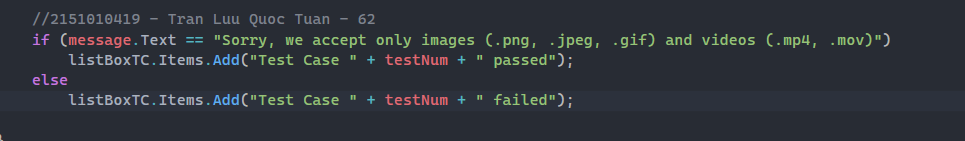 //2151010419 - Tran Luu Quoc Tuan - 62
if (message.Text == "Sorry, we accept only images (.png, .jpeg, .gif) and videos (.mp4, .mov)")
listBoxTC.Items.Add("Test Case " + testNum + " passed");
else
listBoxTC.Items.Add("Test Case " + testNum + " failed");